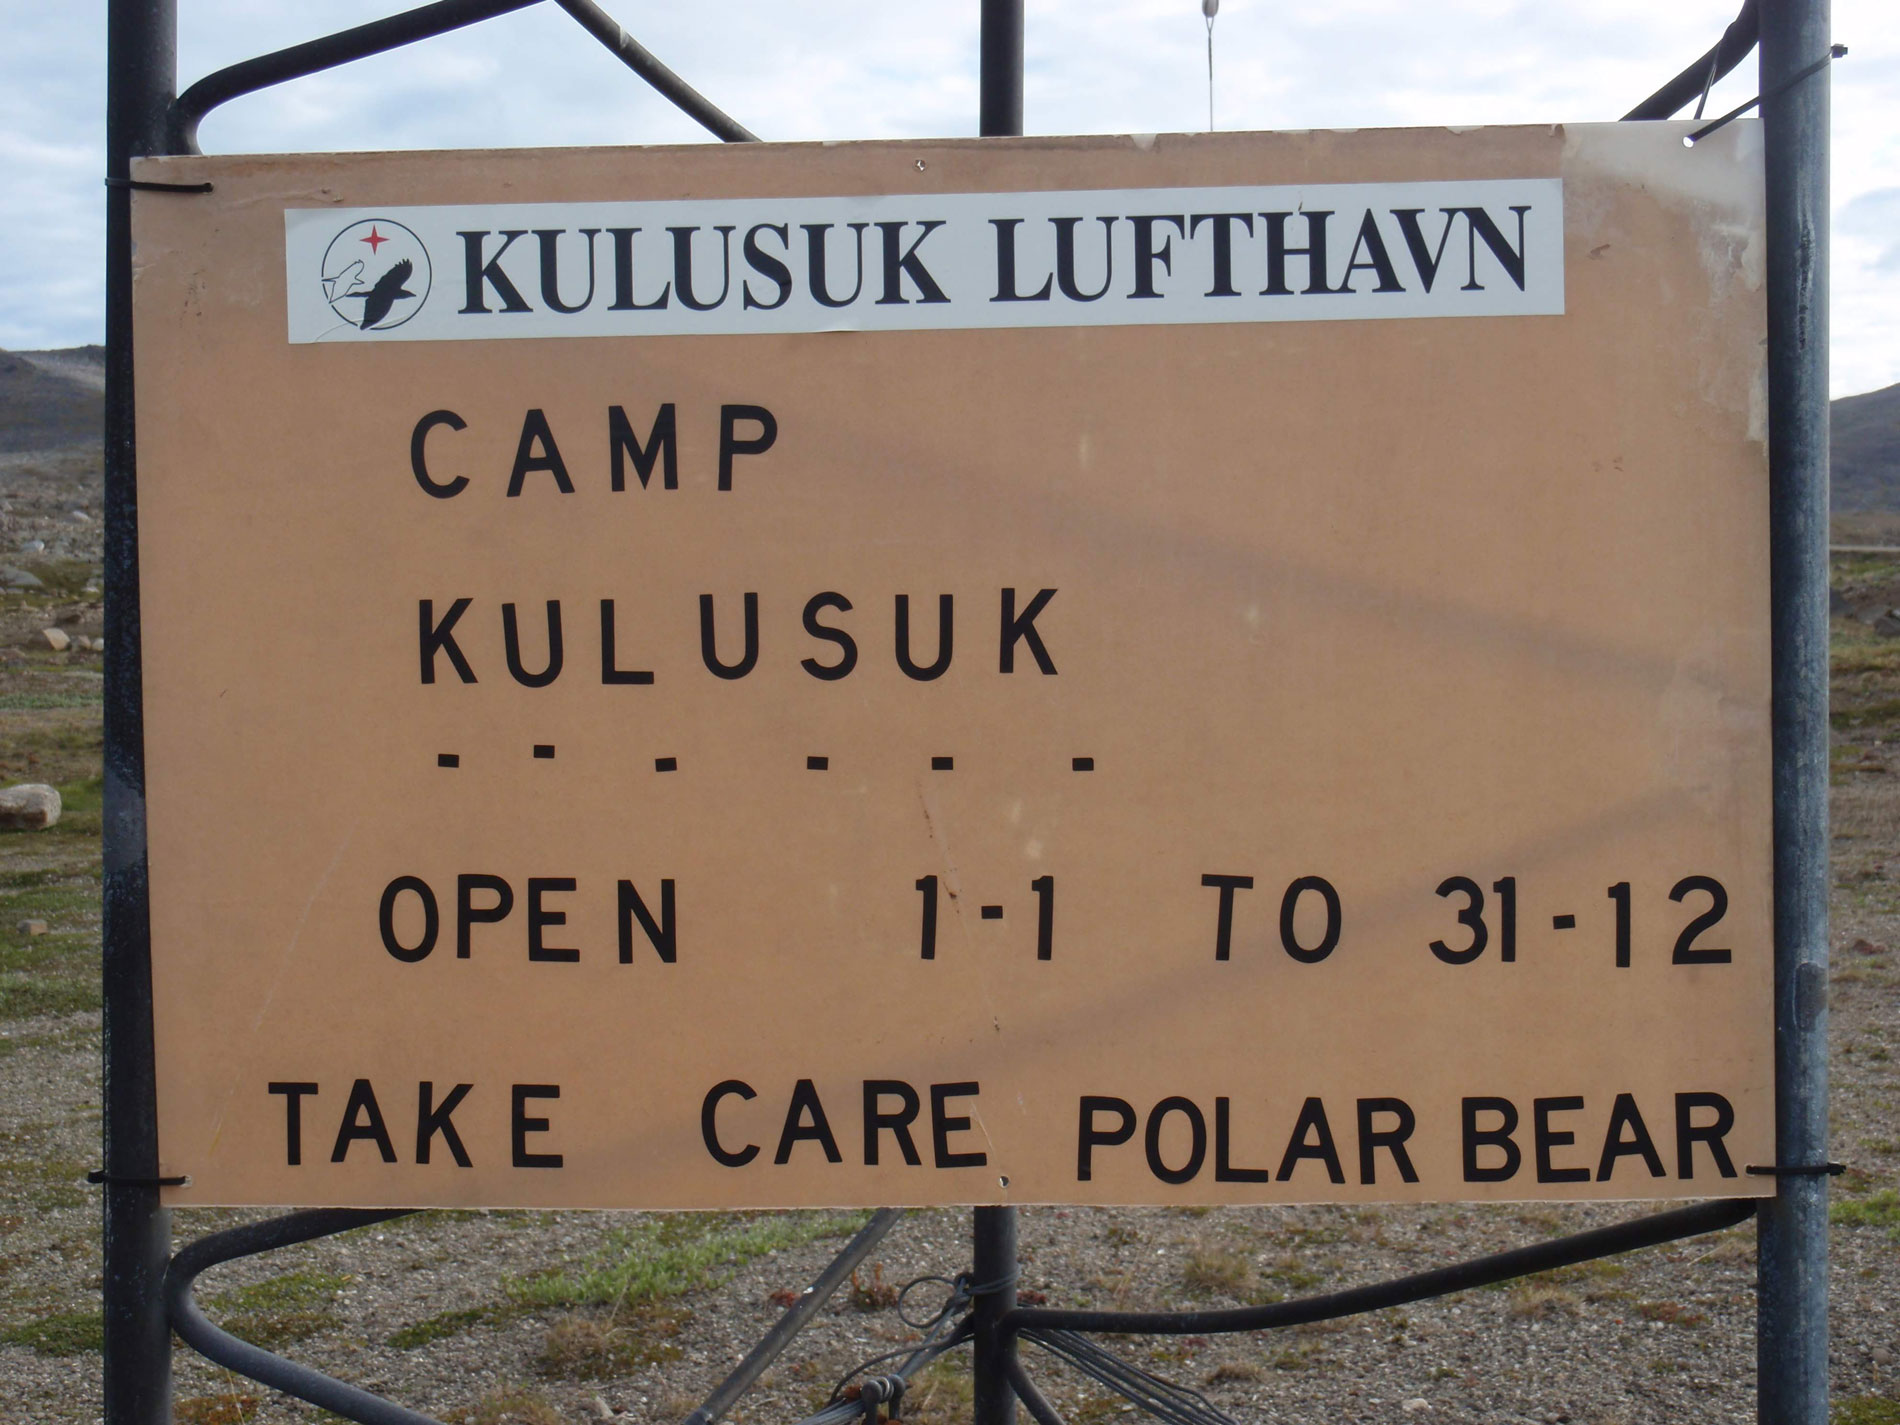 KULUSUK LUFTHAVN
CAMP
KULUSUK
- - - - - -
OPEN 1-1 TO 31-12
TAKE CARE POLAR BEAR